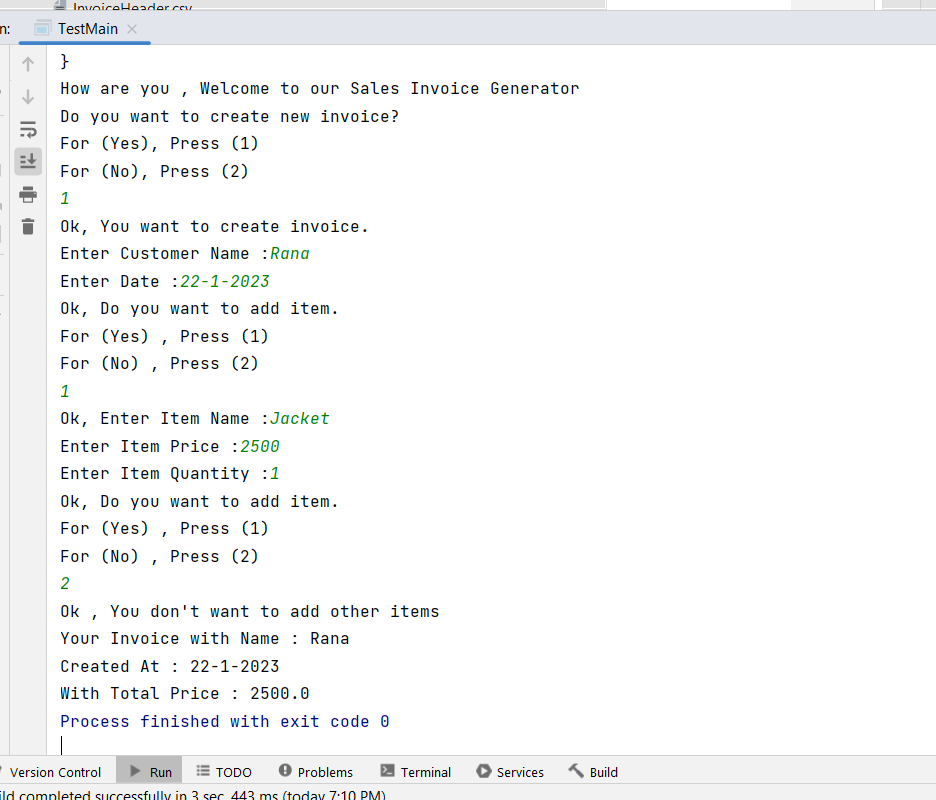 InvoiceHeader.csv
n:
TestMain
}
How are you , Welcome to our Sales Invoice Generator
Do you want to create new invoice?
For (Yes), Press (1)
For (No), Press (2)
1
Ok, You want to create invoice.
Enter Customer Name :Rana
Enter Date :22-1-2023
Ok, Do you want to add item.
For (Yes) , Press (1)
For (No) , Press (2)
1
Ok, Enter Item Name :Jacket
Enter Item Price :2500
Enter Item Quantity :1
Ok, Do you want to add item.
For (Yes) , Press (1)
For (No) , Press (2)
2
Ok , You don't want to add other items
Your Invoice with Name : Rana
Created At : 22-1-2023
With Total Price : 2500.0
Process finished with exit code 0
Version Control Run TODO Problems Terminal Services Build
ild completed successfully in 3 sec, 443 ms (today 7:10 PM)